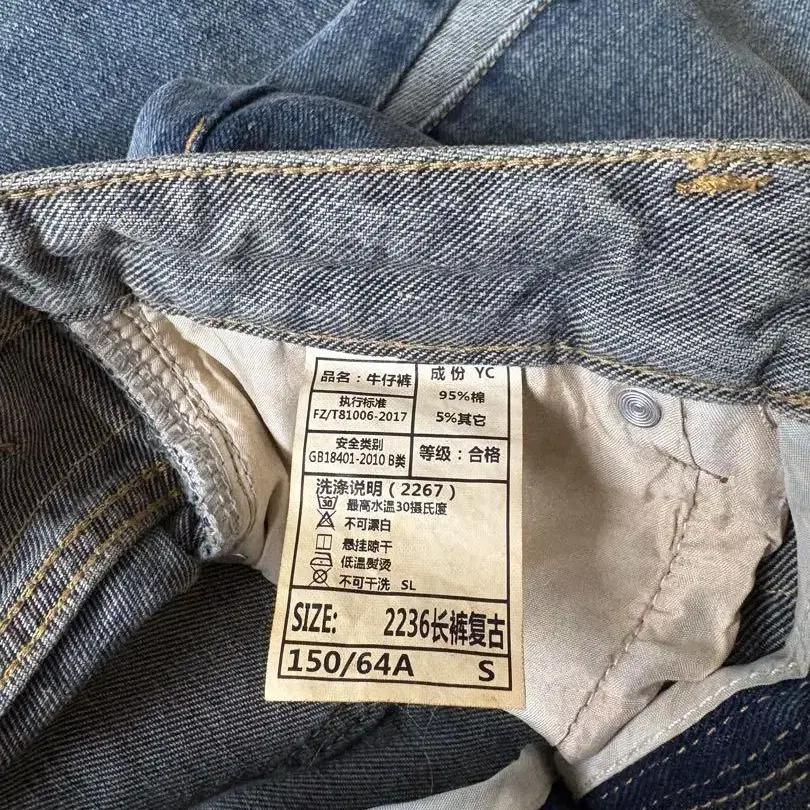 品名：牛仔裤
成份 YC
执行标准
FZ/T81006-2017
95%棉
5%其它
安全类别
GB18401-2010 B类
等级：合格
洗涤说明（2267）
30 最高水温30摄氏度
不可漂白
悬挂晾干
低温熨烫
不可干洗 SL
SIZE: 2236长裤复古
150/64A S